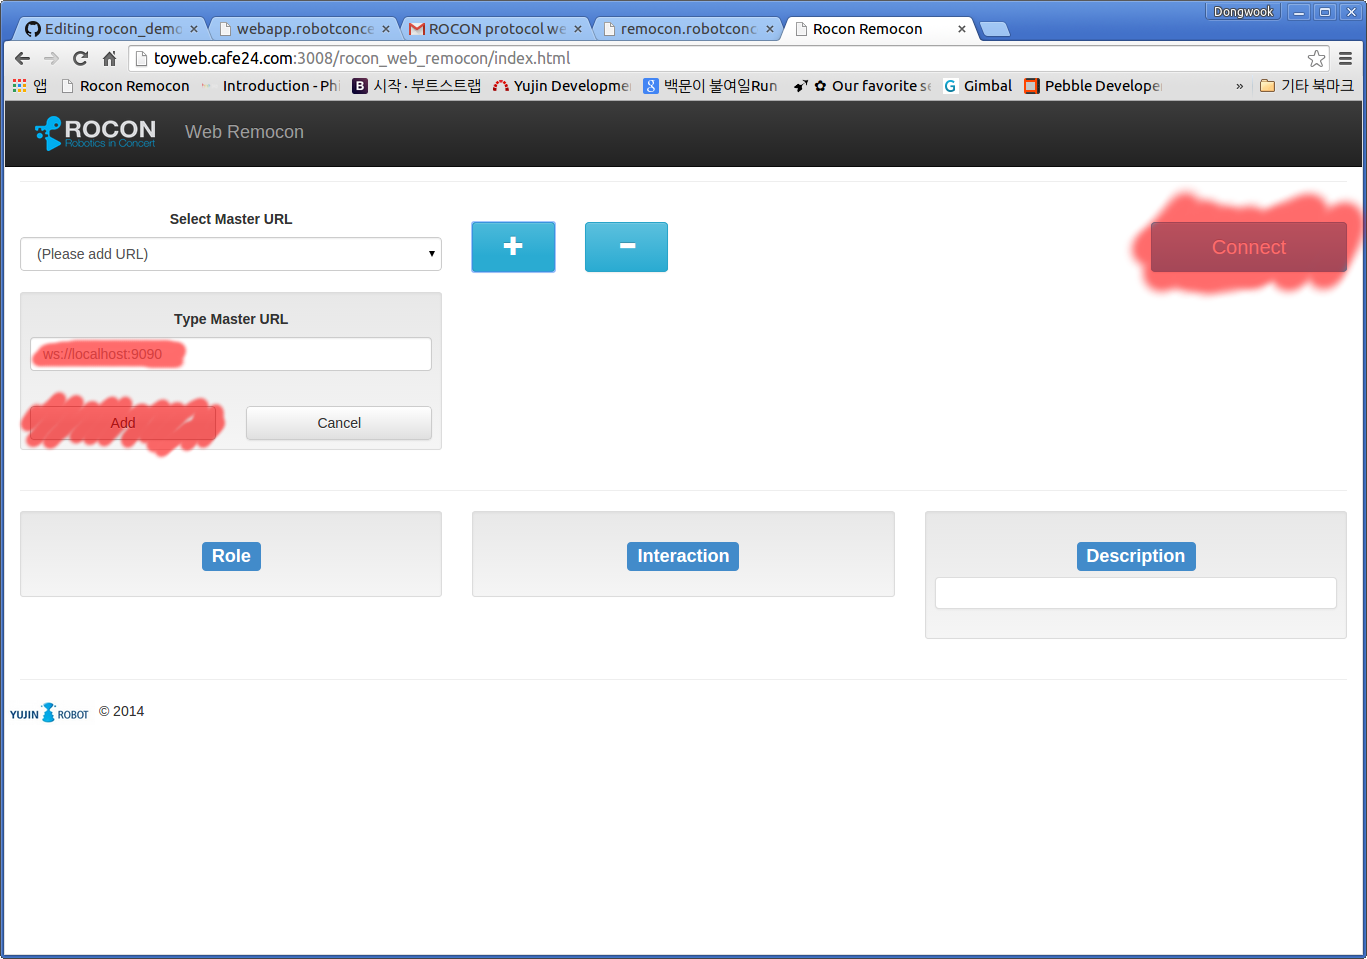 Dongwook
Editing rocon_demo
webapp.robotconce
ROCON protocol we
remocon.robotconc
Rocon Remocon
toyweb.cafe24.com:3008/rocon_web_remocon/index.html
앱 Rocon Remocon Introduction - Phi B 시작 · 부트스트랩 Yujin Developmen 8 백문이 불여일Run ✿ Our favorite se G Gimbal Pebble Developer » 기타 북마크
ROCON
Robotics in Concert
Web Remocon
Select Master URL
(Please add URL)
+ −
Connect
Type Master URL
ws://localhost:9090
Add Cancel
Role Interaction Description
YUJIN ROBOT © 2014